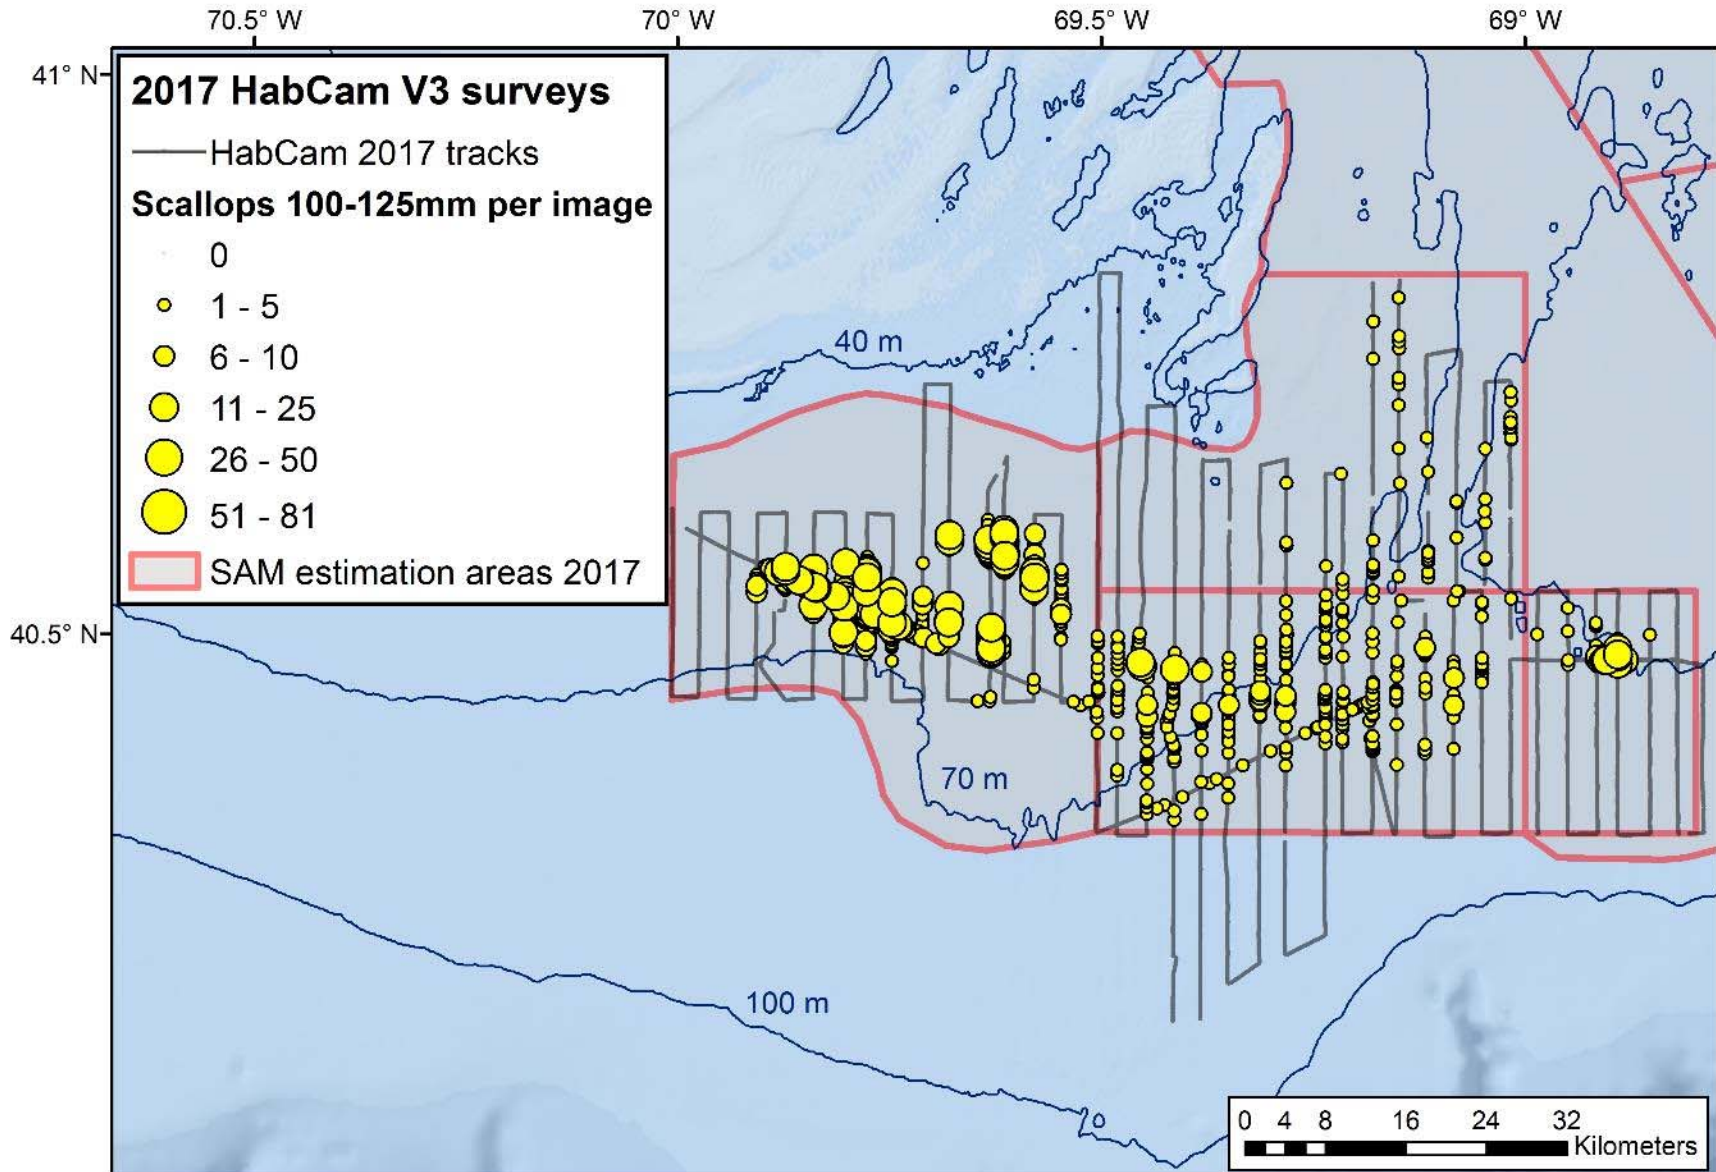 70.5° W
70° W
69.5° W
69° W
41° N
2017 HabCam V3 surveys
HabCam 2017 tracks
Scallops 100-125mm per image
0
1 - 5
6 - 10
11 - 25
26 - 50
51 - 81
SAM estimation areas 2017
40 m
40.5° N
70 m
100 m
0 4 8 16 24 32
Kilometers